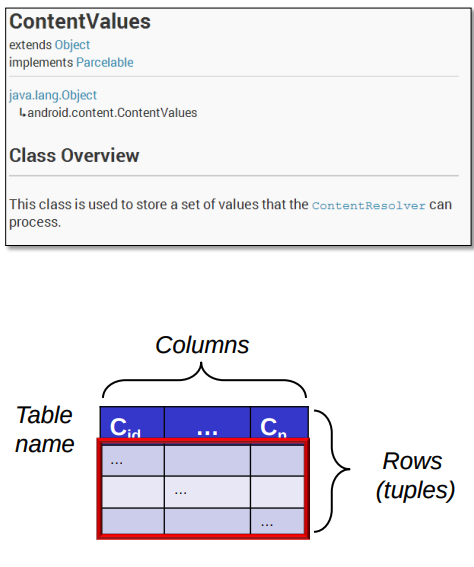 ContentValues
extends Object
implements Parcelable
java.lang.Object
↳android.content.ContentValues
Class Overview
This class is used to store a set of values that the ContentResolver can
process.
Columns
Table
name
Cid
...
Cn
...
...
...
Rows
(tuples)